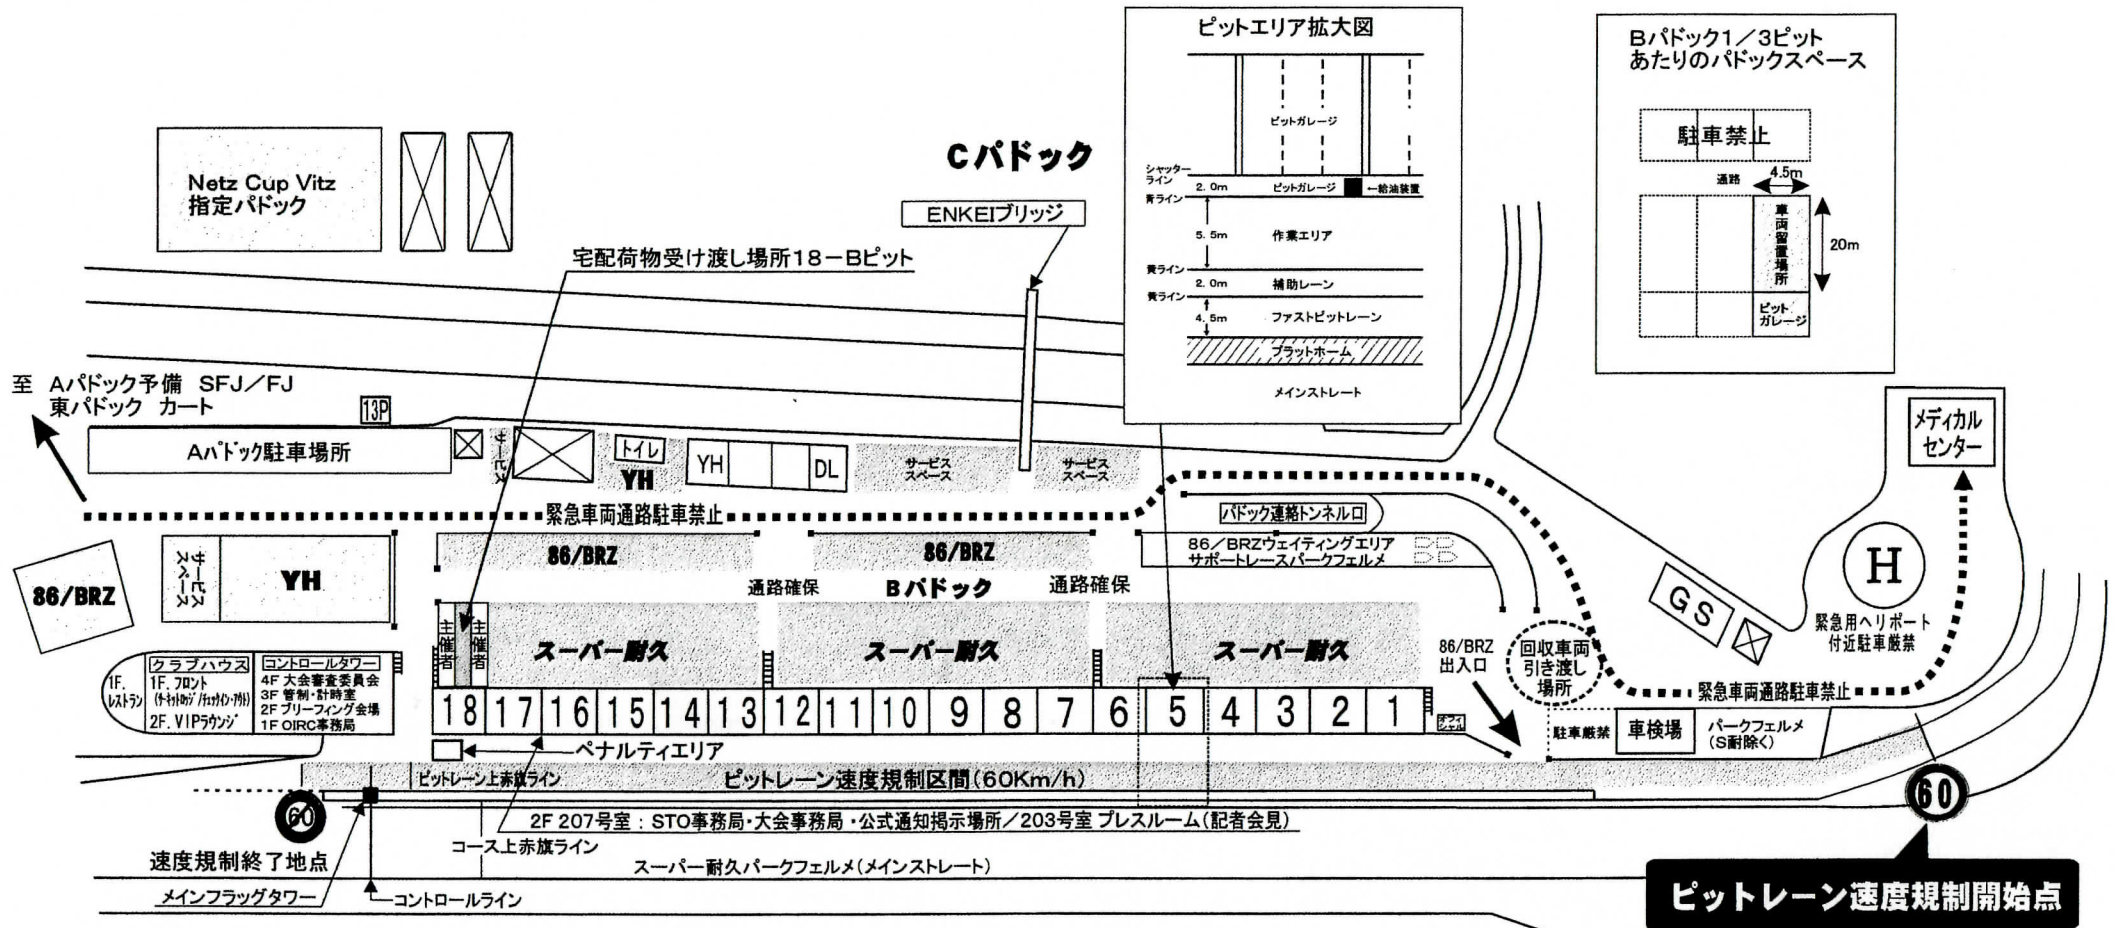 ピットエリア拡大図
ピットガレージ
シャッター
ライン
2.0m
ピットガレージ
←給油装置
青ライン
5.5m
作業エリア
黄ライン
2.0m
補助レーン
黄ライン
4.5m
ファストピットレーン
プラットホーム
メインストレート
Bパドック1/3ピット
あたりのパドックスペース
駐車禁止
通路
4.5m
車両留置場所
20m
ピット
ガレージ
Netz Cup Vitz
指定パドック
Cパドック
ENKEIブリッジ
宅配荷物受け渡し場所18-Bピット
至 Aパドック予備 SFJ/FJ
東パドック カート
13P
Aパドック駐車場所
サービス
トイレ
YH
YH
DL
サービス
スペース
サービス
スペース
メディカル
センター
緊急車両通路駐車禁止
パドック連絡トンネル口
86/BRZ
86/BRZ
86/BRZウェイティングエリア
サポートレースパークフェルメ
86/BRZ
サービス
スペース
YH
通路確保
Bパドック
通路確保
H
緊急用ヘリポート
付近駐車厳禁
GS
主催者
主催者
スーパー耐久
スーパー耐久
スーパー耐久
86/BRZ
出入口
回収車両
引き渡し
場所
緊急車両通路駐車禁止
1F.
レストラン
クラブハウス
1F. フロント
(サーキットロッジ/チェックイン・アウト)
2F. VIPラウンジ
コントロールタワー
4F 大会審査委員会
3F 管制・計時室
2F ブリーフィング会場
1F OIRC事務局
18 17 16 15 14 13 12 11 10 9 8 7 6 5 4 3 2 1
オフィシャル
駐車厳禁
車検場
パークフェルメ
(S耐除く)
ペナルティエリア
ピットレーン上赤旗ライン
ピットレーン速度規制区間(60Km/h)
60
60
2F 207号室:STO事務局・大会事務局・公式通知掲示場所/203号室 プレスルーム(記者会見)
コース上赤旗ライン
速度規制終了地点
スーパー耐久パークフェルメ(メインストレート)
メインフラッグタワー
コントロールライン
ピットレーン速度規制開始点